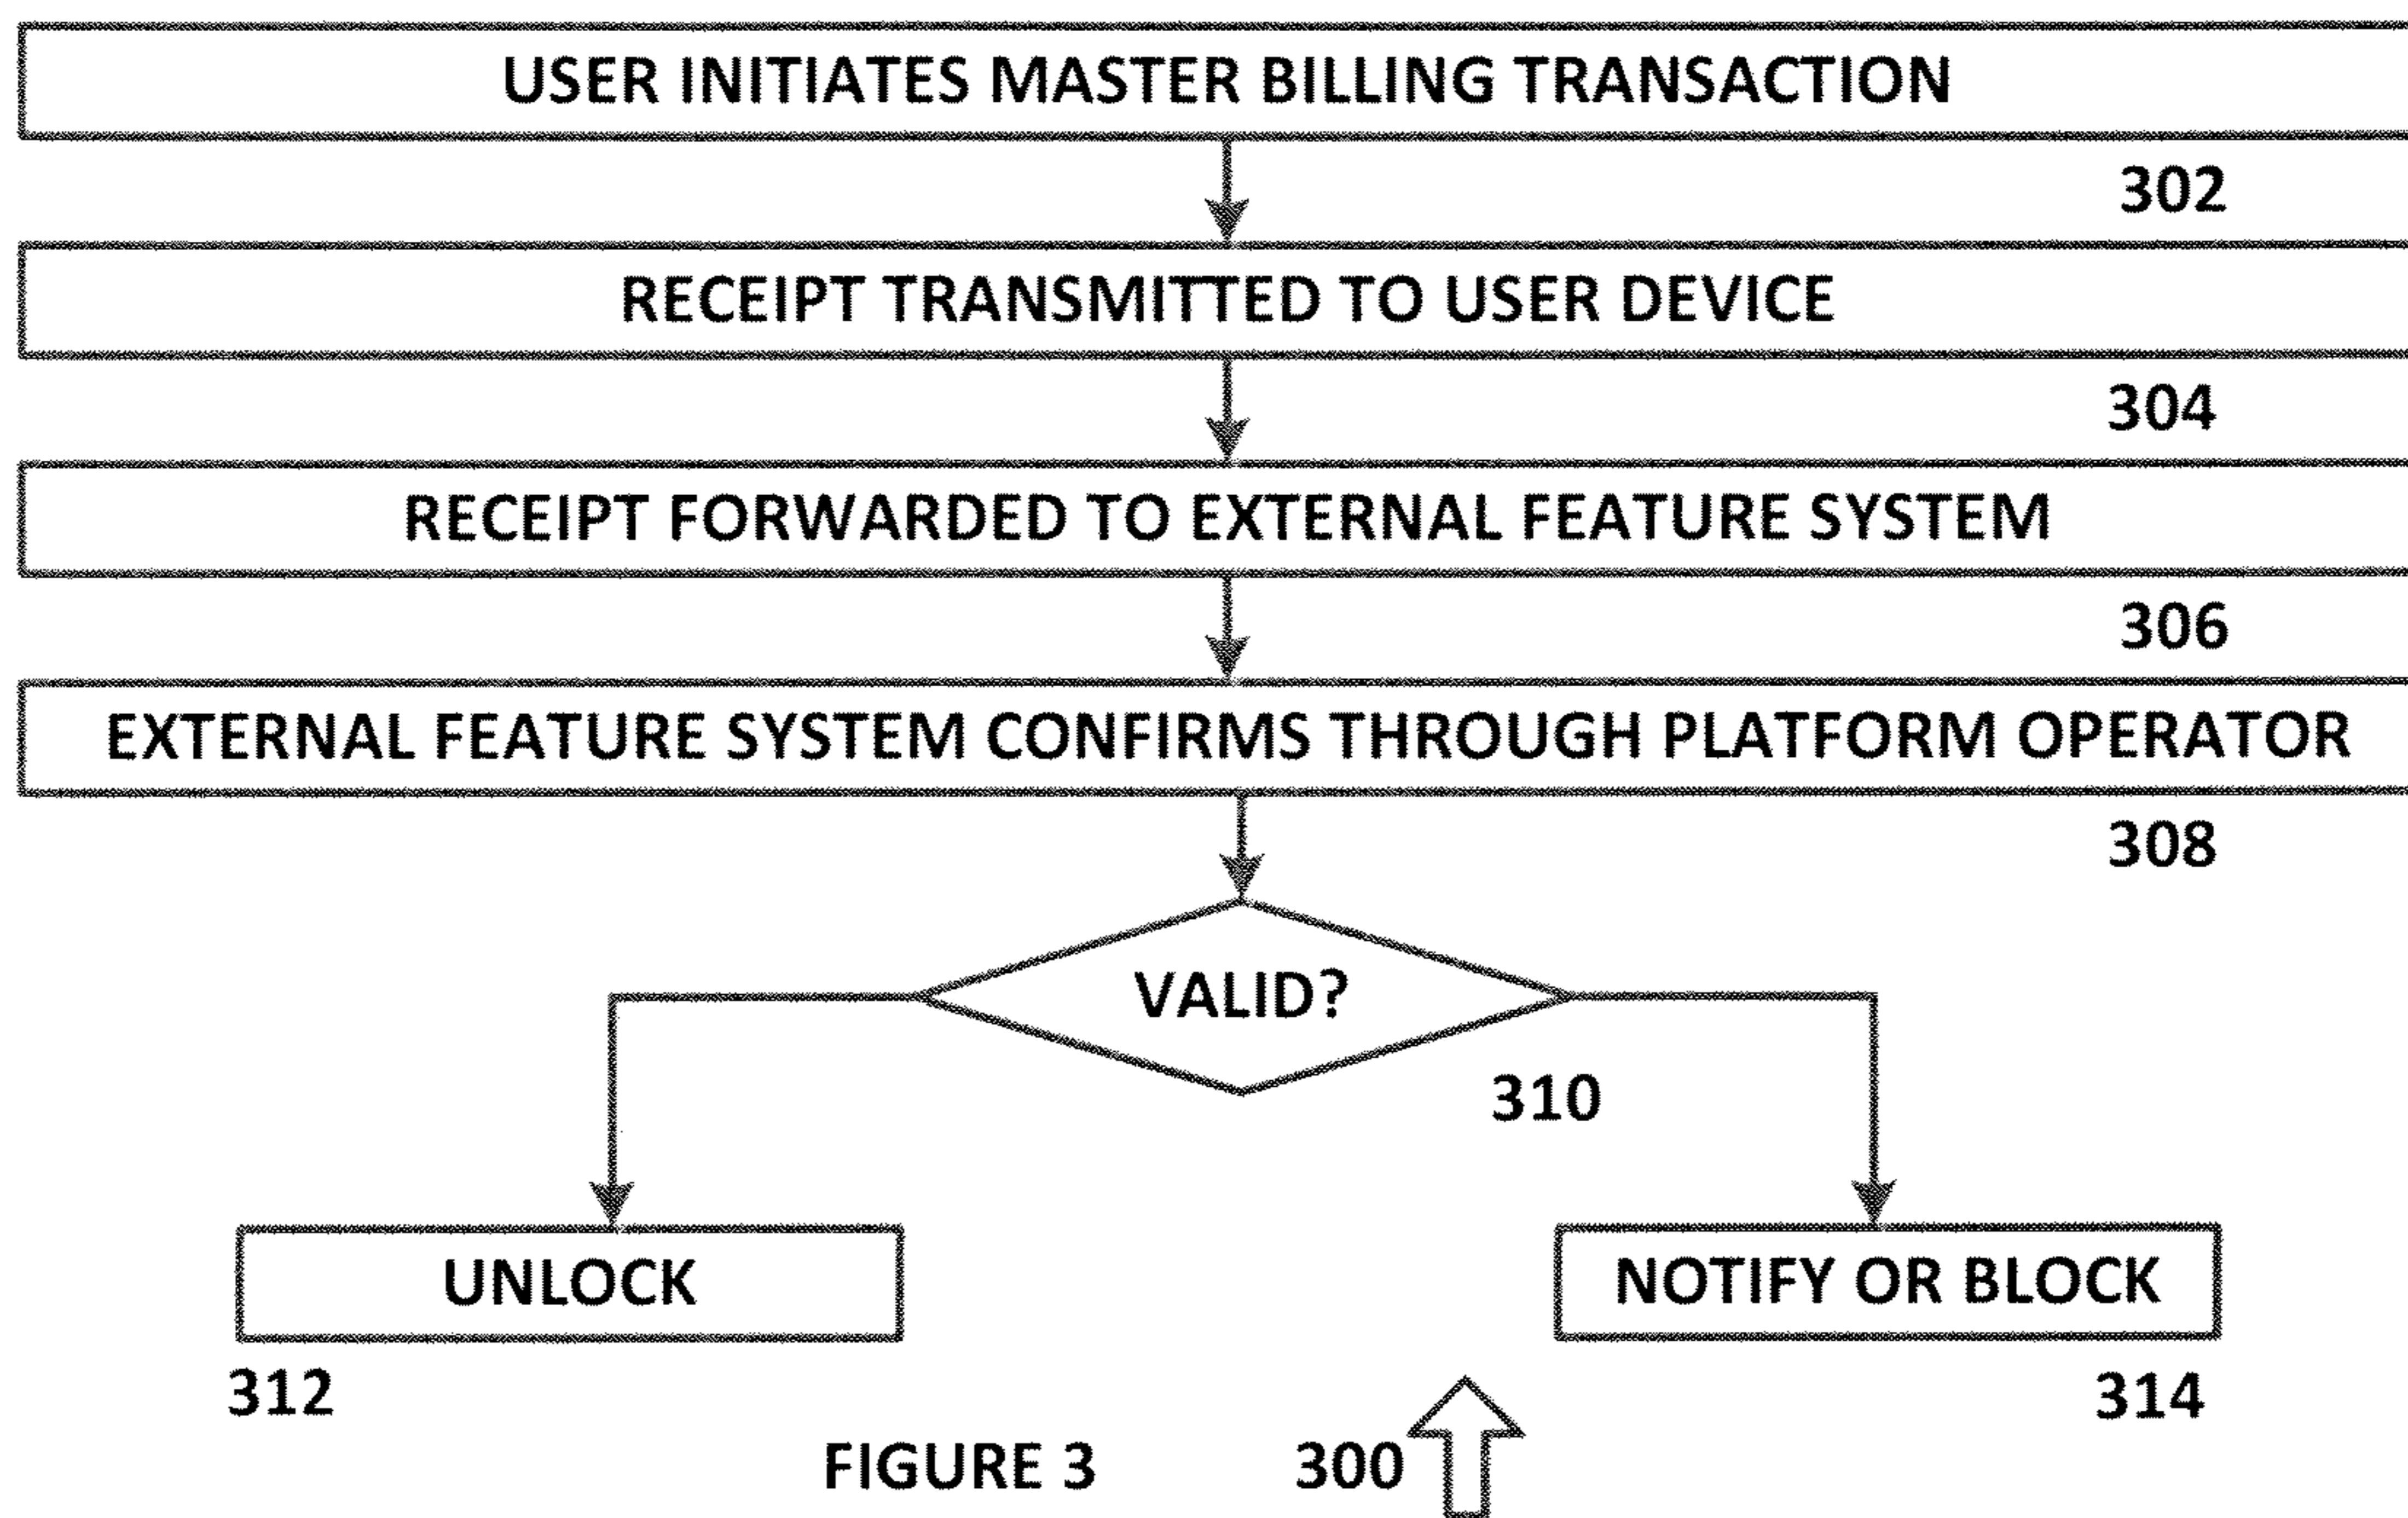 USER INITIATES MASTER BILLING TRANSACTION
302
RECEIPT TRANSMITTED TO USER DEVICE
304
RECEIPT FORWARDED TO EXTERNAL FEATURE SYSTEM
306
EXTERNAL FEATURE SYSTEM CONFIRMS THROUGH PLATFORM OPERATOR
308
VALID?
310
UNLOCK
NOTIFY OR BLOCK
312
314
FIGURE 3
300